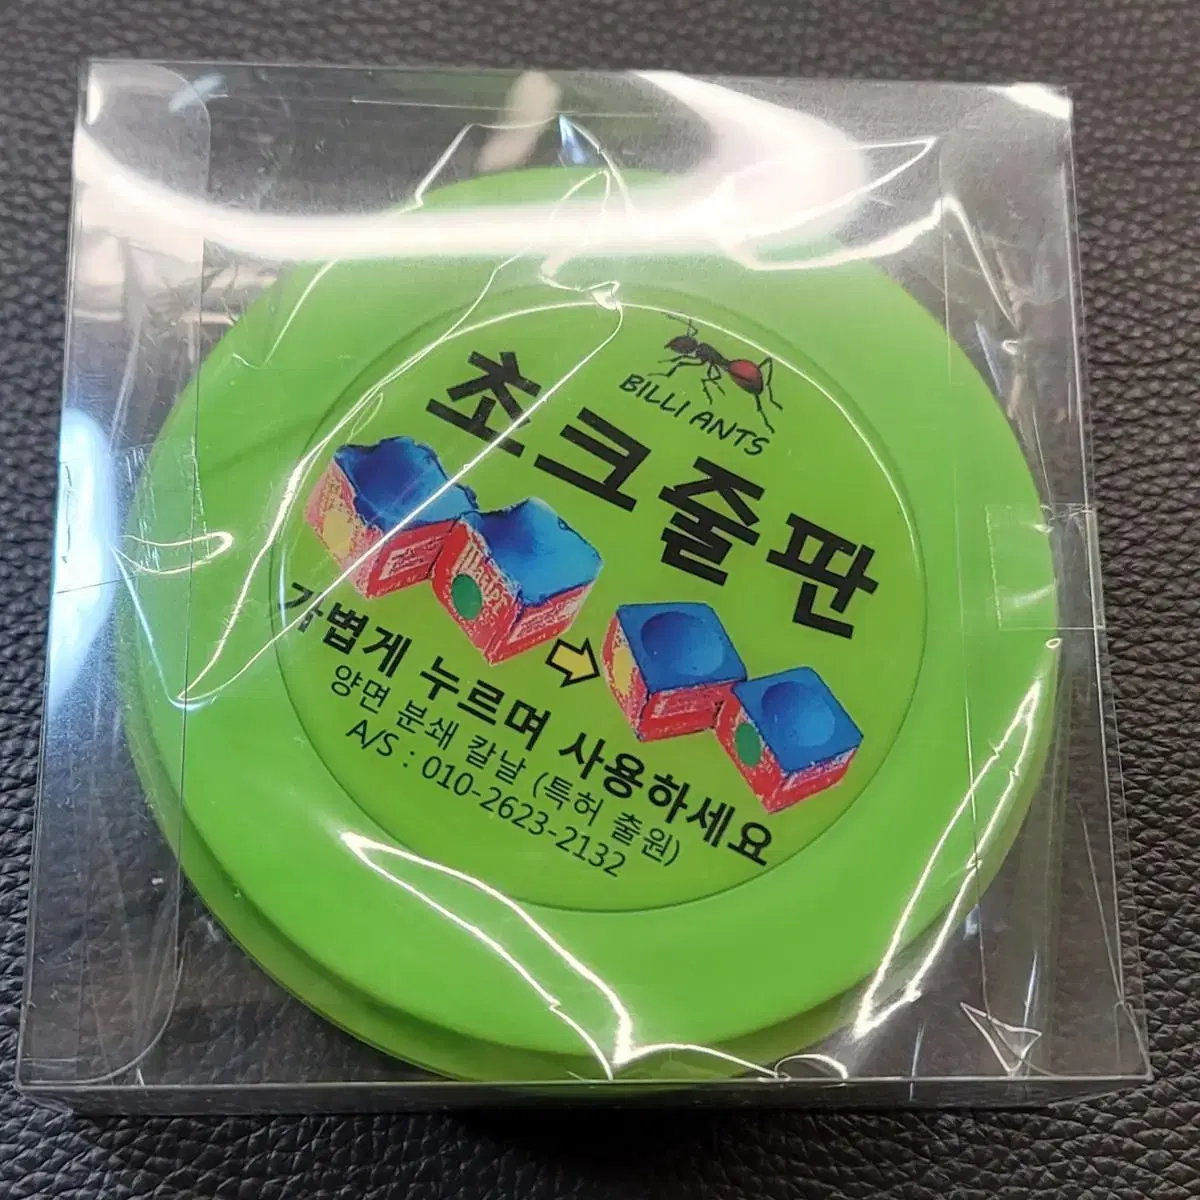 BILLI ANTS
초크줄판
가볍게 누르며 사용하세요
양면 분쇄 칼날 (특허 출원)
A/S : 010-2623-2132